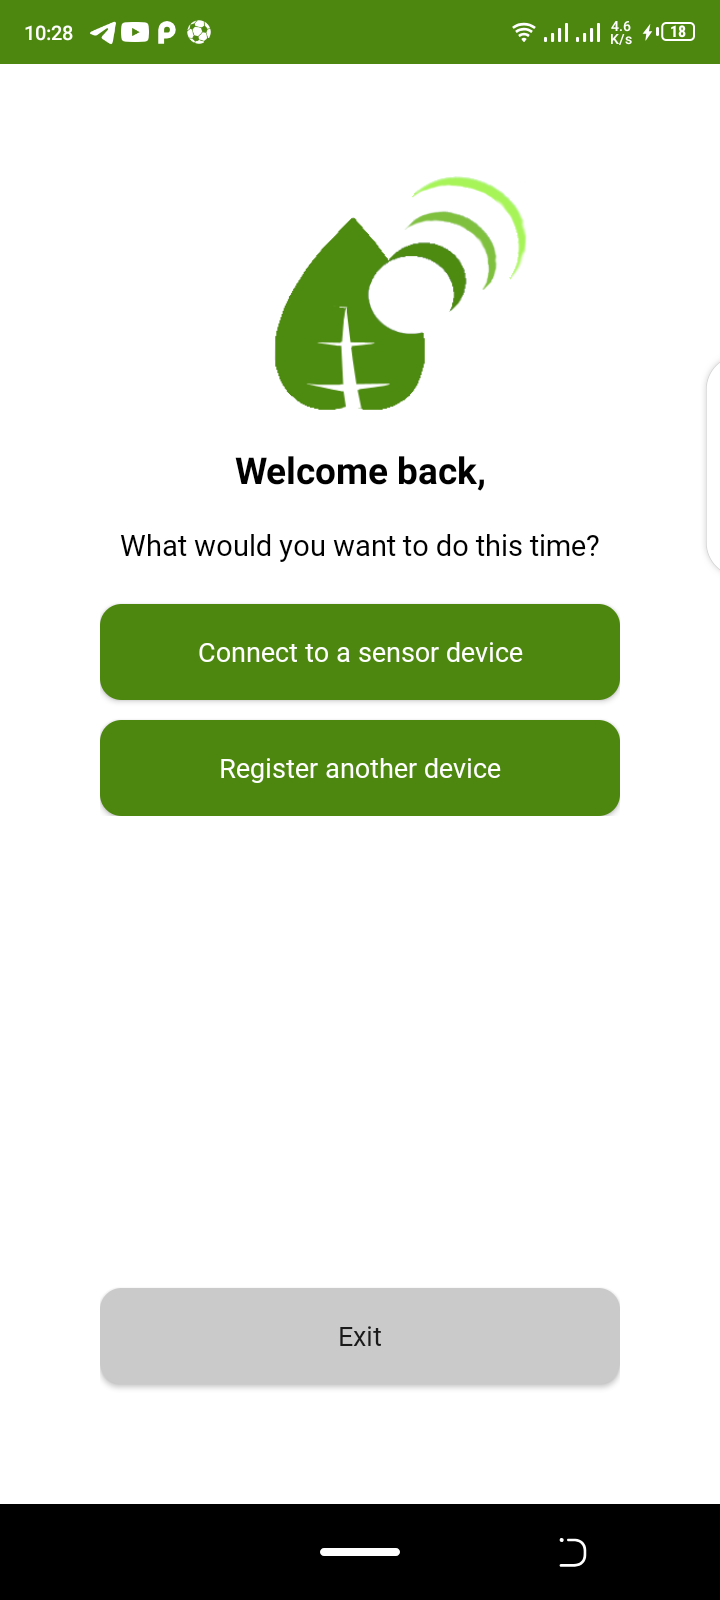 10:28 4.6 K/s 18
Welcome back,
What would you want to do this time?
Connect to a sensor device
Register another device
Exit